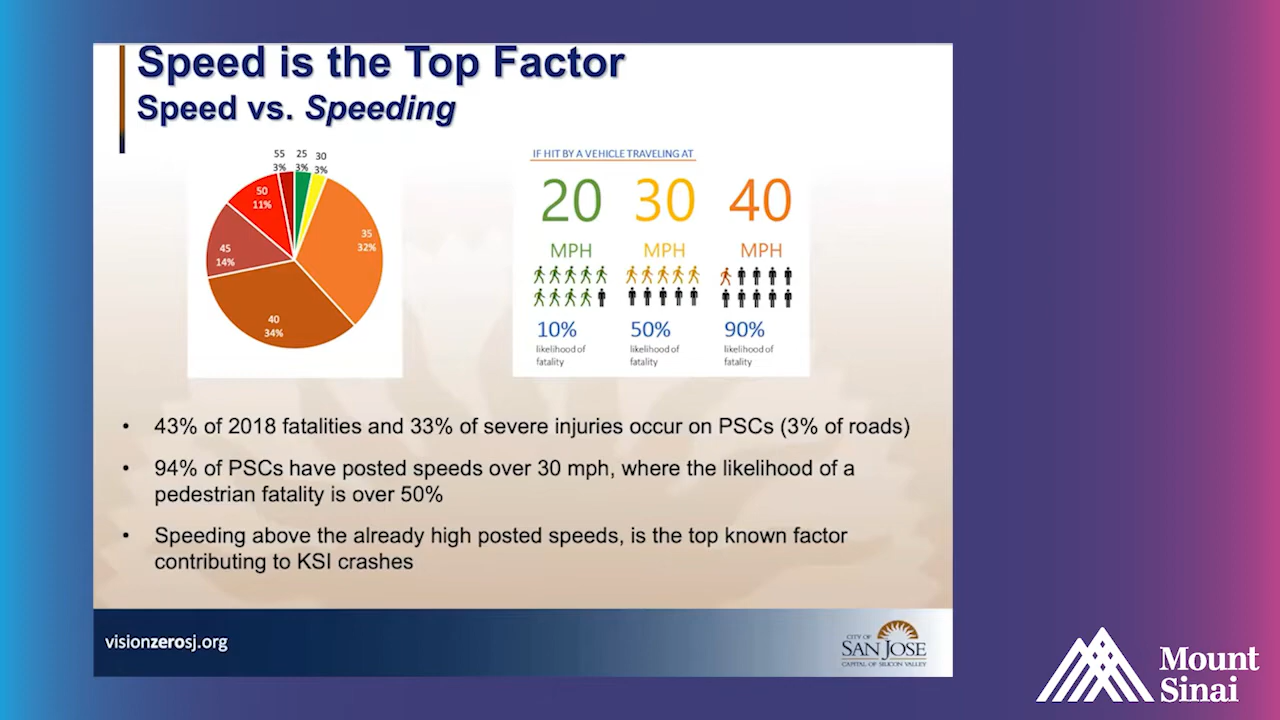 Speed is the Top Factor
Speed vs. Speeding
55
3%
25
3%
30
3%
50
11%
35
32%
45
14%
40
34%
IF HIT BY A VEHICLE TRAVELING AT
20 30 40
MPH MPH MPH
10% 50% 90%
likelihood of likelihood of likelihood of
fatality fatality fatality
• 43% of 2018 fatalities and 33% of severe injuries occur on PSCs (3% of roads)
• 94% of PSCs have posted speeds over 30 mph, where the likelihood of a
pedestrian fatality is over 50%
• Speeding above the already high posted speeds, is the top known factor
contributing to KSI crashes
visionzerosj.org
CITY OF
SAN JOSE
CAPITAL OF SILICON VALLEY
Mount
Sinai